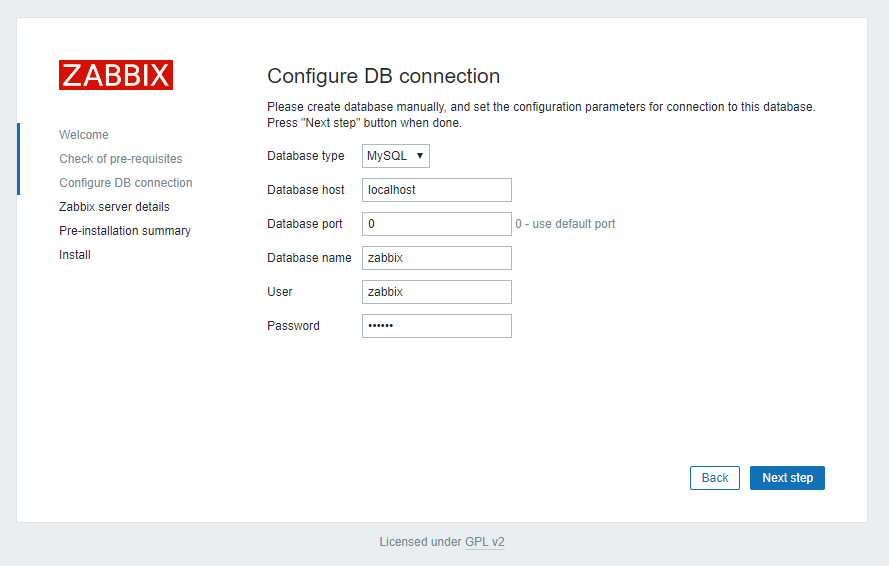 ZABBIX
Welcome
Check of pre-requisites
Configure DB connection
Zabbix server details
Pre-installation summary
Install
Configure DB connection
Please create database manually, and set the configuration parameters for connection to this database.
Press "Next step" button when done.
Database type MySQL ▼
Database host localhost
Database port 0 0 - use default port
Database name zabbix
User zabbix
Password ••••••
Back Next step
Licensed under GPL v2